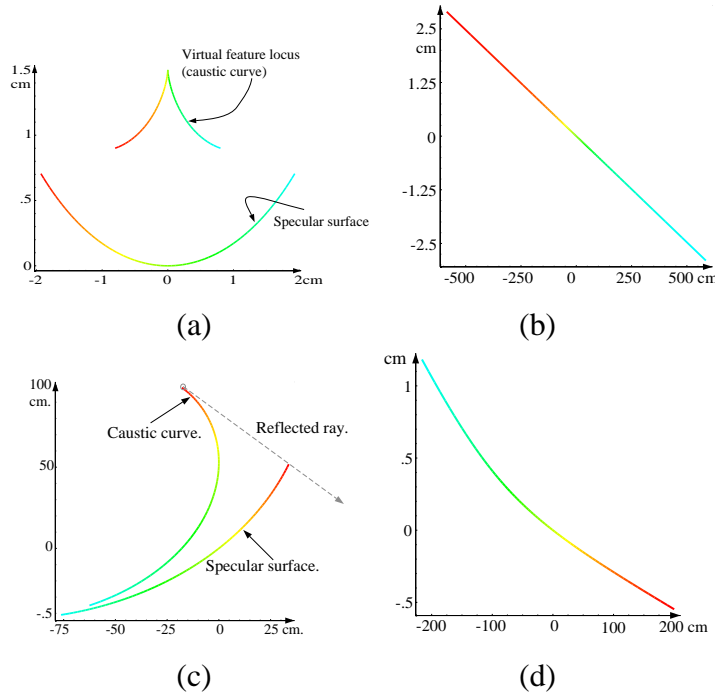 Virtual feature locus
(caustic curve)
1.5
cm
1
.5
0
Specular surface
-2
-1
0
1
2cm
(a)
2.5
cm
1.25
0
-1.25
-2.5
-500
-250
0
250
500
(b)
100
cm.
Caustic curve.
Reflected ray.
50
0
Specular surface.
-.5
-75
-50
-25
0
25 cm.
(c)
cm
1
.5
0
-.5
-200
-100
0
100
200 cm
(d)